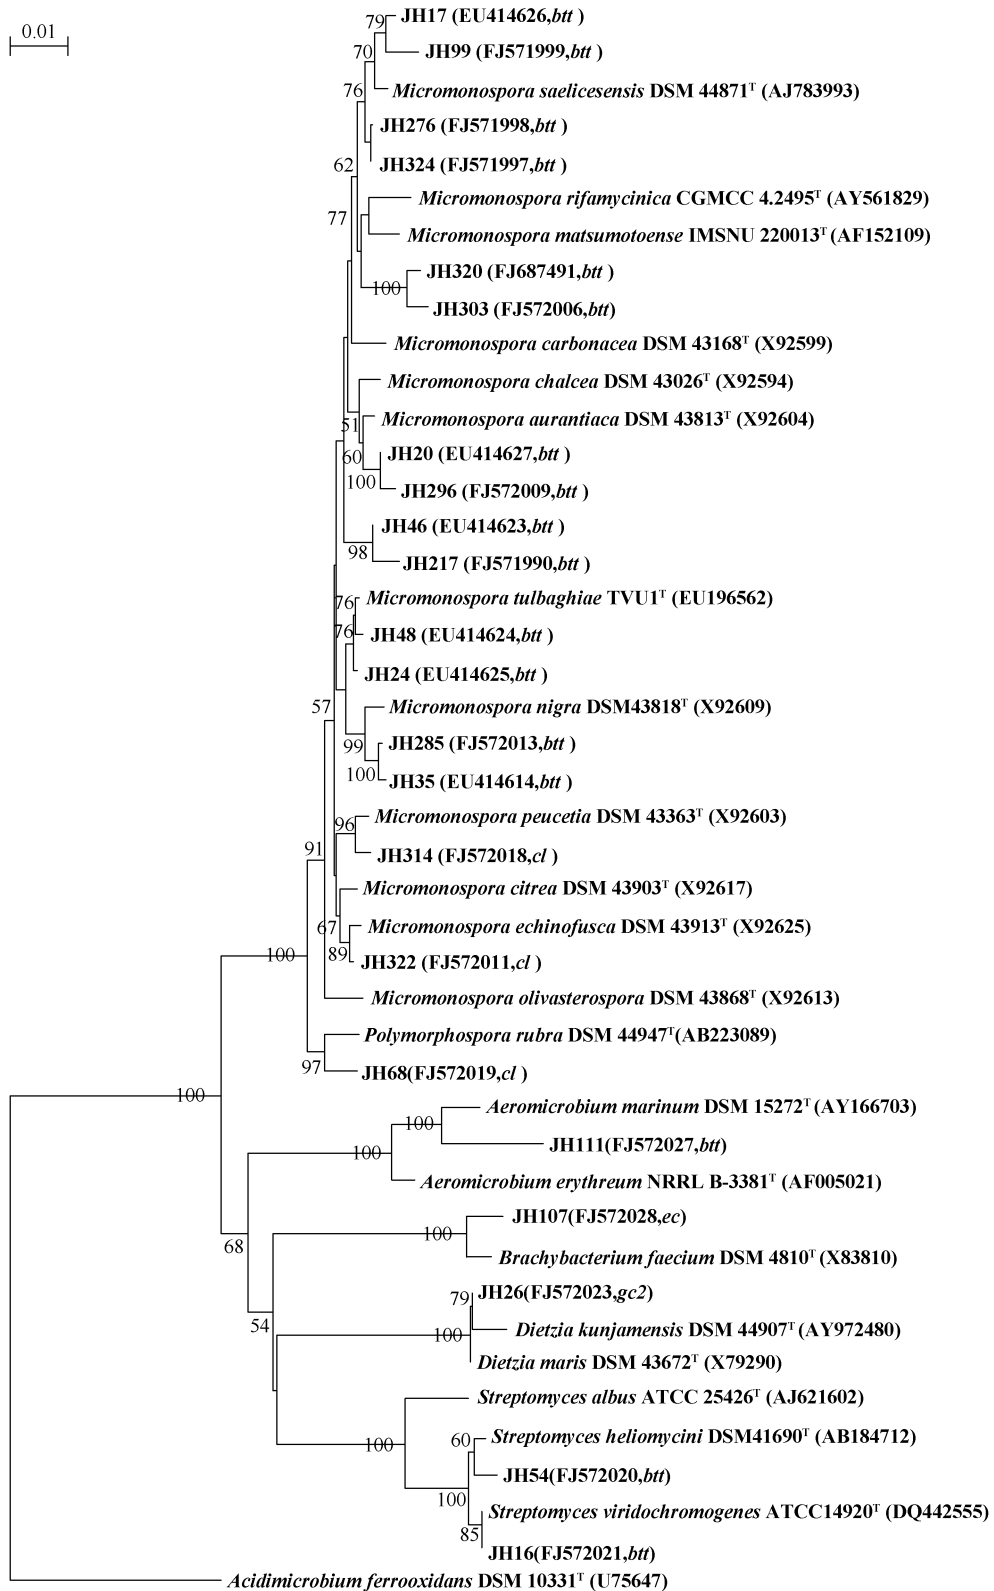 0.01
79
JH17 (EU414626,btt )
JH99 (FJ571999,btt )
70
76
Micromonospora saelicesensis DSM 44871ᵀ (AJ783993)
JH276 (FJ571998,btt )
JH324 (FJ571997,btt )
62
Micromonospora rifamycinica CGMCC 4.2495ᵀ (AY561829)
77
Micromonospora matsumotoense IMSNU 220013ᵀ (AF152109)
JH320 (FJ687491,btt )
100
JH303 (FJ572006,btt)
Micromonospora carbonacea DSM 43168ᵀ (X92599)
Micromonospora chalcea DSM 43026ᵀ (X92594)
Micromonospora aurantiaca DSM 43813ᵀ (X92604)
51
JH20 (EU414627,btt )
60
100
JH296 (FJ572009,btt )
JH46 (EU414623,btt )
98
JH217 (FJ571990,btt )
76
Micromonospora tulbaghiae TVU1ᵀ (EU196562)
76
JH48 (EU414624,btt )
JH24 (EU414625,btt )
57
Micromonospora nigra DSM43818ᵀ (X92609)
99
JH285 (FJ572013,btt )
100
JH35 (EU414614,btt )
Micromonospora peucetia DSM 43363ᵀ (X92603)
96
91
JH314 (FJ572018,cl )
Micromonospora citrea DSM 43903ᵀ (X92617)
67
Micromonospora echinofusca DSM 43913ᵀ (X92625)
100
89
JH322 (FJ572011,cl )
Micromonospora olivasterospora DSM 43868ᵀ (X92613)
Polymorphospora rubra DSM 44947ᵀ(AB223089)
97
JH68(FJ572019,cl )
100
Aeromicrobium marinum DSM 15272ᵀ (AY166703)
100
JH111(FJ572027,btt)
100
Aeromicrobium erythreum NRRL B-3381ᵀ (AF005021)
JH107(FJ572028,ec)
68
100
Brachybacterium faecium DSM 4810ᵀ (X83810)
79
JH26(FJ572023,gc2)
54
100
Dietzia kunjamensis DSM 44907ᵀ (AY972480)
Dietzia maris DSM 43672ᵀ (X79290)
Streptomyces albus ATCC 25426ᵀ (AJ621602)
100
60
Streptomyces heliomycini DSM41690ᵀ (AB184712)
JH54(FJ572020,btt)
100
Streptomyces viridochromogenes ATCC14920ᵀ (DQ442555)
85
JH16(FJ572021,btt)
Acidimicrobium ferrooxidans DSM 10331ᵀ (U75647)